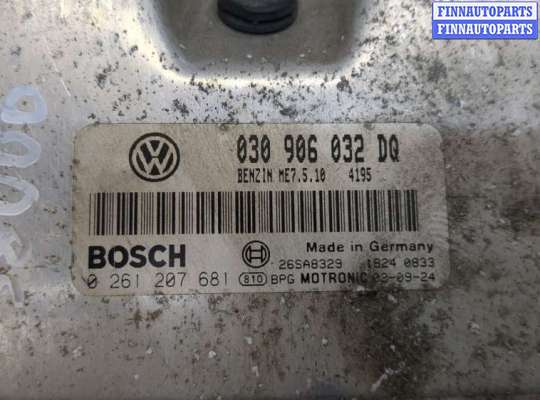 FINNAUTOPARTS
FINNAUTOPARTS
030 906 032 DQ
BENZIN ME7.5.10 4195
BOSCH
Made in Germany
26SA8329 1824 0833
0 261 207 681 810 BPG MOTRONIC 03-09-24